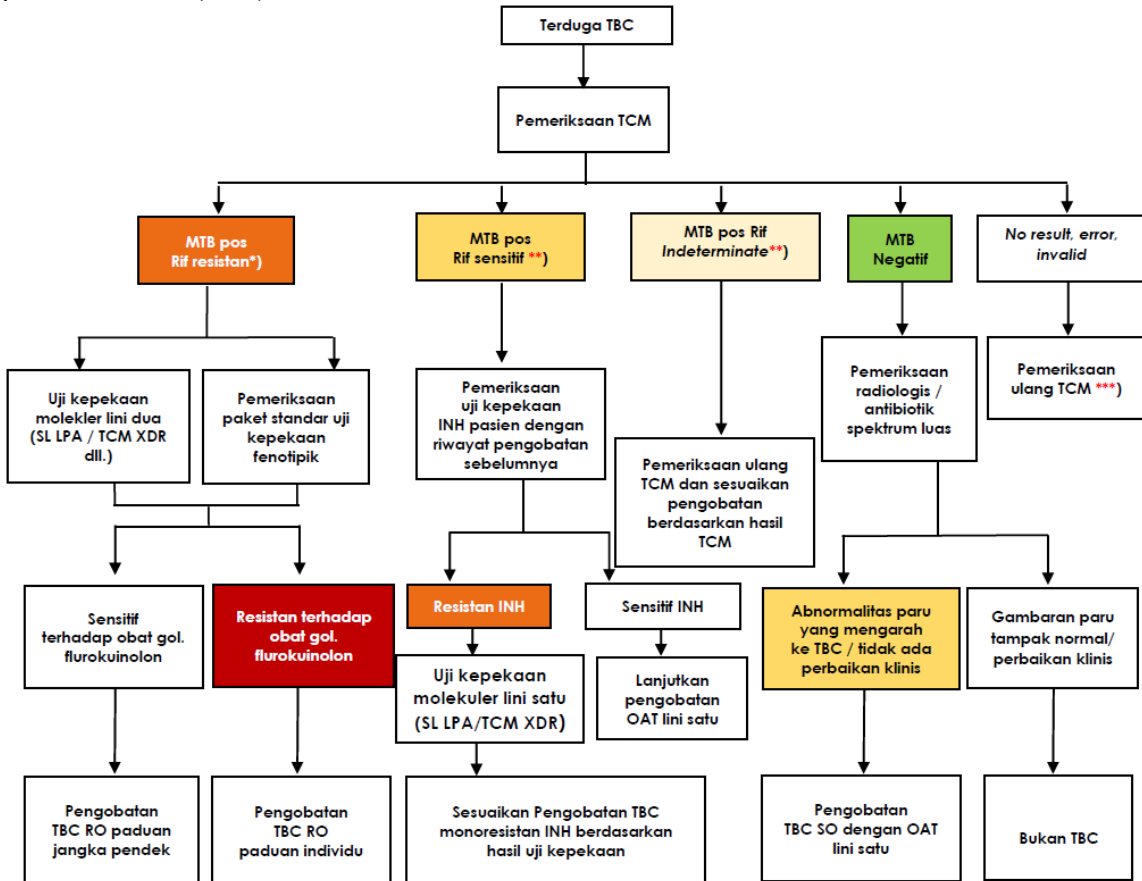 Terduga TBC
Pemeriksaan TCM
MTB pos
Rif resistan*)
MTB pos
Rif sensitif **)
MTB pos Rif
Indeterminate**)
MTB
Negatif
No result, error,
invalid
Uji kepekaan
molekler lini dua
(SL LPA / TCM XDR
dll.)
Pemeriksaan
paket standar uji
kepekaan
fenotipik
Pemeriksaan
uji kepekaan
INH pasien dengan
riwayat pengobatan
sebelumnya
Pemeriksaan ulang
TCM dan sesuaikan
pengobatan
berdasarkan hasil
TCM
Pemeriksaan
radiologis /
antibiotik
spektrum luas
Pemeriksaan
ulang TCM ***)
Sensitif
terhadap obat gol.
flurokuinolon
Resistan terhadap
obat gol.
flurokuinolon
Resistan INH
Sensitif INH
Abnormalitas paru
yang mengarah
ke TBC / tidak ada
perbaikan klinis
Gambaran paru
tampak normal/
perbaikan klinis
Uji kepekaan
molekuler lini satu
(SL LPA/TCM XDR)
Lanjutkan
pengobatan
OAT lini satu
Pengobatan
TBC RO paduan
jangka pendek
Pengobatan
TBC RO
paduan individu
Sesuaikan Pengobatan TBC
monoresistan INH berdasarkan
hasil uji kepekaan
Pengobatan
TBC SO dengan OAT
lini satu
Bukan TBC